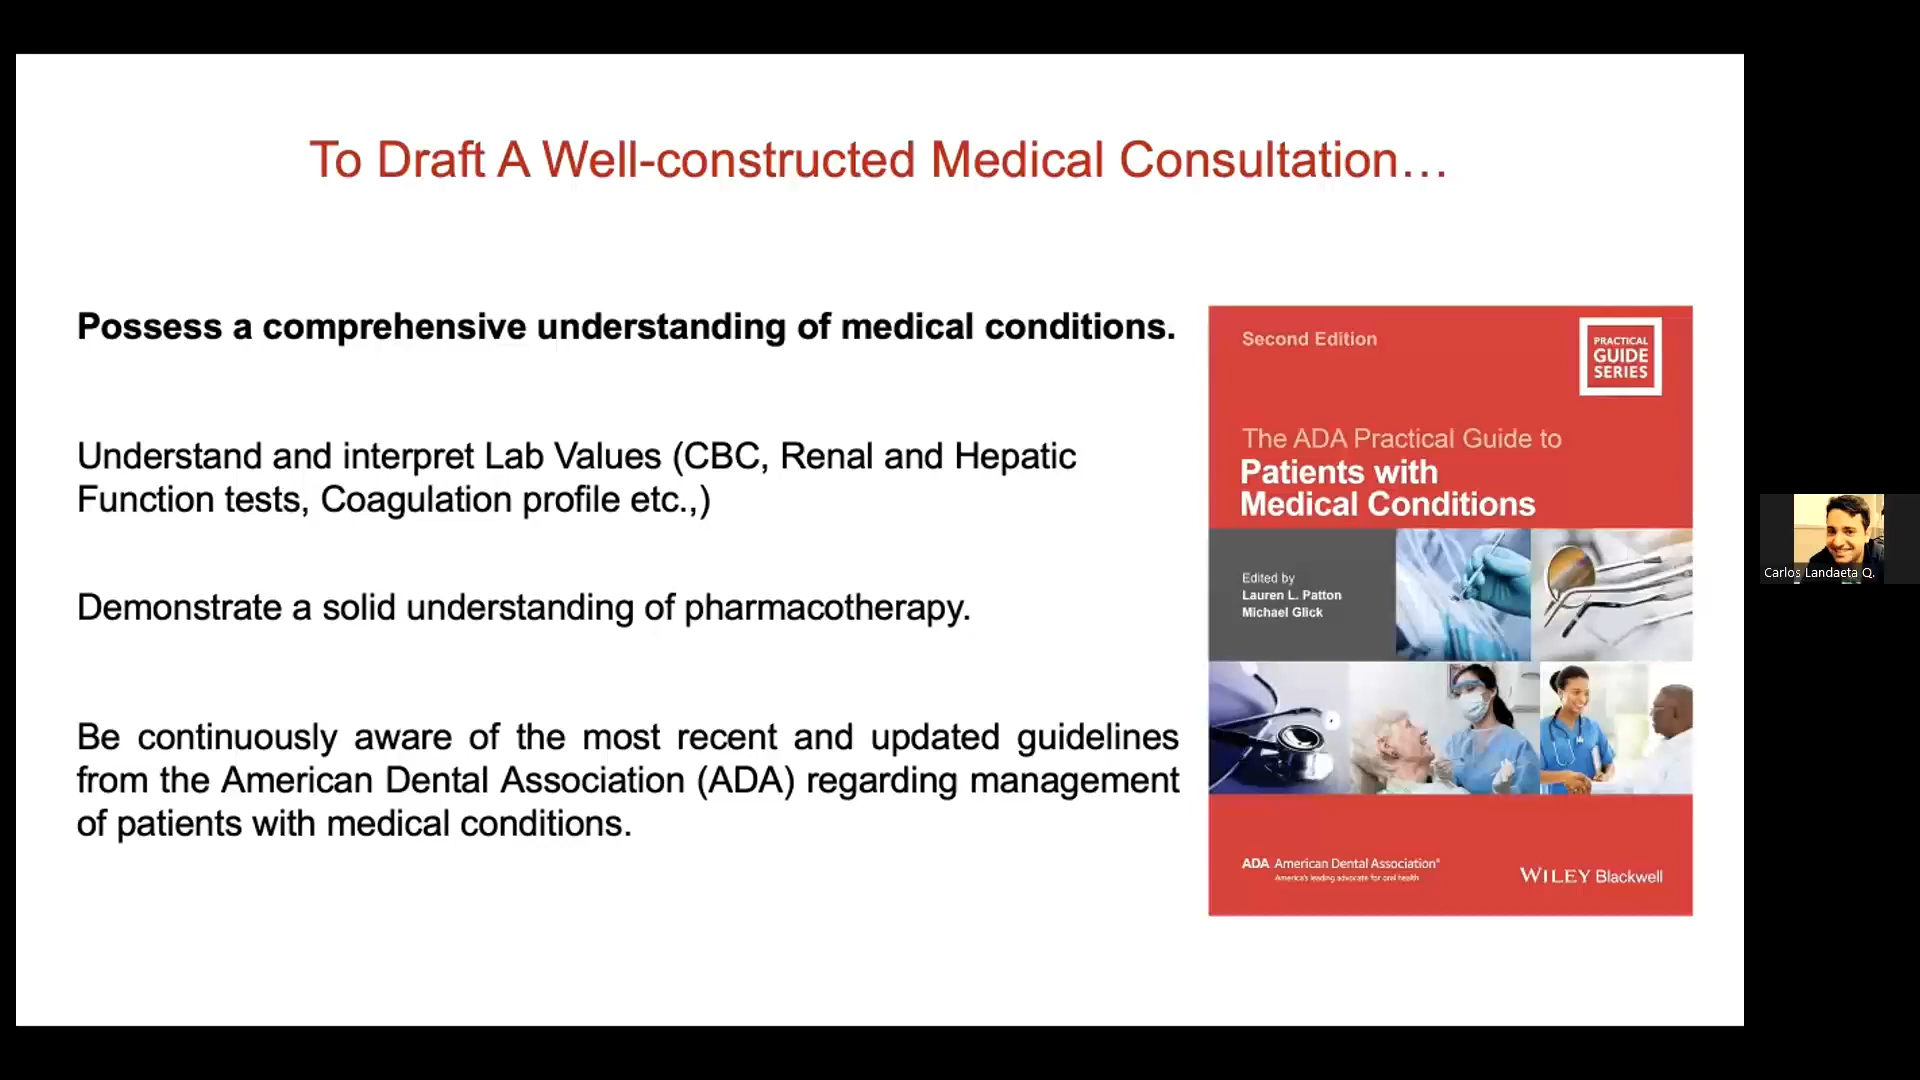 To Draft A Well-constructed Medical Consultation…
Possess a comprehensive understanding of medical conditions.
Understand and interpret Lab Values (CBC, Renal and Hepatic
Function tests, Coagulation profile etc.,)
Demonstrate a solid understanding of pharmacotherapy.
Be continuously aware of the most recent and updated guidelines
from the American Dental Association (ADA) regarding management
of patients with medical conditions.
Second Edition
PRACTICAL
GUIDE
SERIES
The ADA Practical Guide to
Patients with
Medical Conditions
Edited by
Lauren L. Patton
Michael Glick
ADA American Dental Association®
America's leading advocate for oral health
WILEY Blackwell
Carlos Landaeta Q.